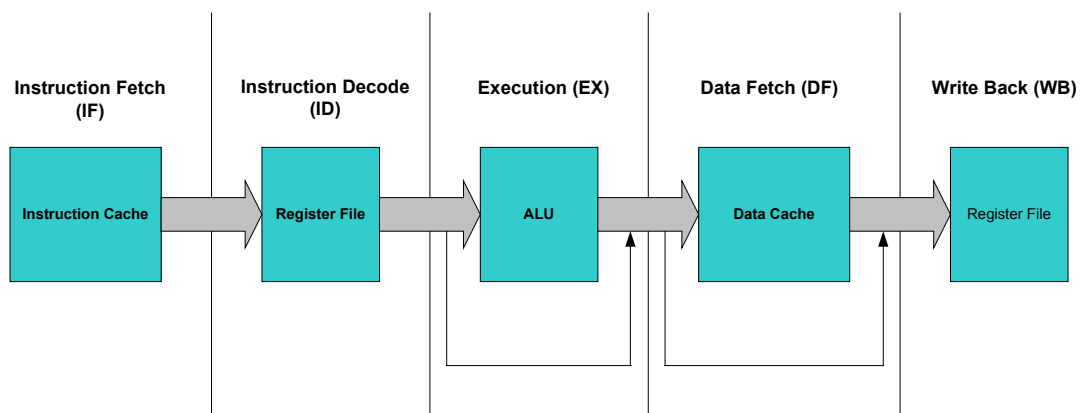 Instruction Fetch
(IF)
Instruction Decode
(ID)
Execution (EX)
Data Fetch (DF)
Write Back (WB)
Instruction Cache
Register File
ALU
Data Cache
Register File